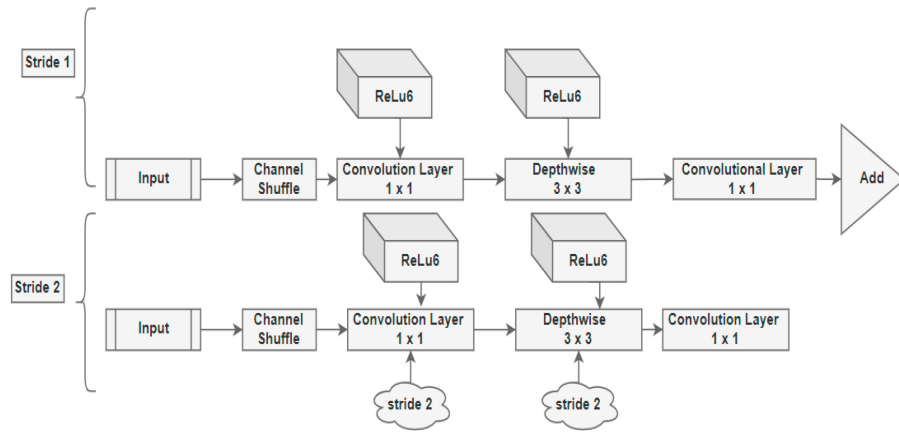 Stride 1
ReLu6
ReLu6
Input
Channel
Shuffle
Convolution Layer
1 x 1
Depthwise
3 x 3
Convolutional Layer
1 x 1
Add
Stride 2
ReLu6
ReLu6
Input
Channel
Shuffle
Convolution Layer
1 x 1
Depthwise
3 x 3
Convolution Layer
1 x 1
stride 2
stride 2